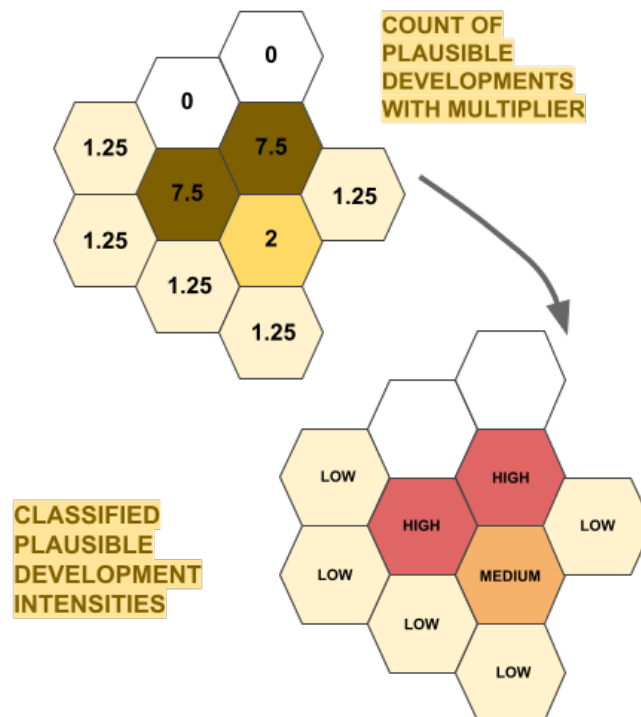 COUNT OF
PLAUSIBLE
DEVELOPMENTS
WITH MULTIPLIER
0
0
1.25
7.5
7.5
1.25
1.25
2
1.25
1.25
CLASSIFIED
PLAUSIBLE
DEVELOPMENT
INTENSITIES
LOW
HIGH
HIGH
LOW
LOW
MEDIUM
LOW
LOW